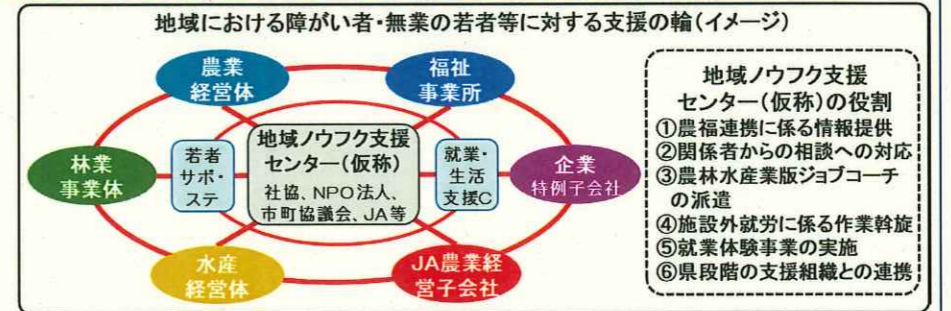 地域における障がい者・無業の若者等に対する支援の輪(イメージ)
農業
経営体
福祉
事業所
林業
事業体
若者
サポ・
ステ
地域ノウフク支援
センター(仮称)
社協、NPO法人、
市町協議会、JA等
就業・
生活
支援C
企業
特例子会社
水産
経営体
JA農業経
営子会社
地域ノウフク支援
センター(仮称)の役割
①農福連携に係る情報提供
②関係者からの相談への対応
③農林水産業版ジョブコーチ
の派遣
④施設外就労に係る作業斡旋
⑤就業体験事業の実施
⑥県段階の支援組織との連携